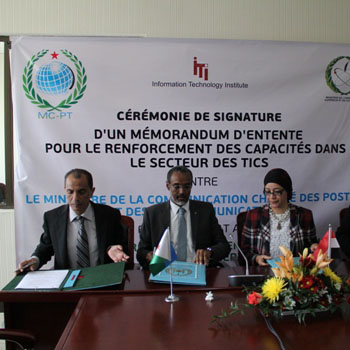 MC-PT
iTi
Information Technology Institute
CÉRÉMONIE DE SIGNATURE
D'UN MÉMORANDUM D'ENTENTE
POUR LE RENFORCEMENT DES CAPACITÉS DANS
LE SECTEUR DES TICS
ENTRE
LE MINISTÈRE DE LA COMMUNICATION CHARGÉ DES POST